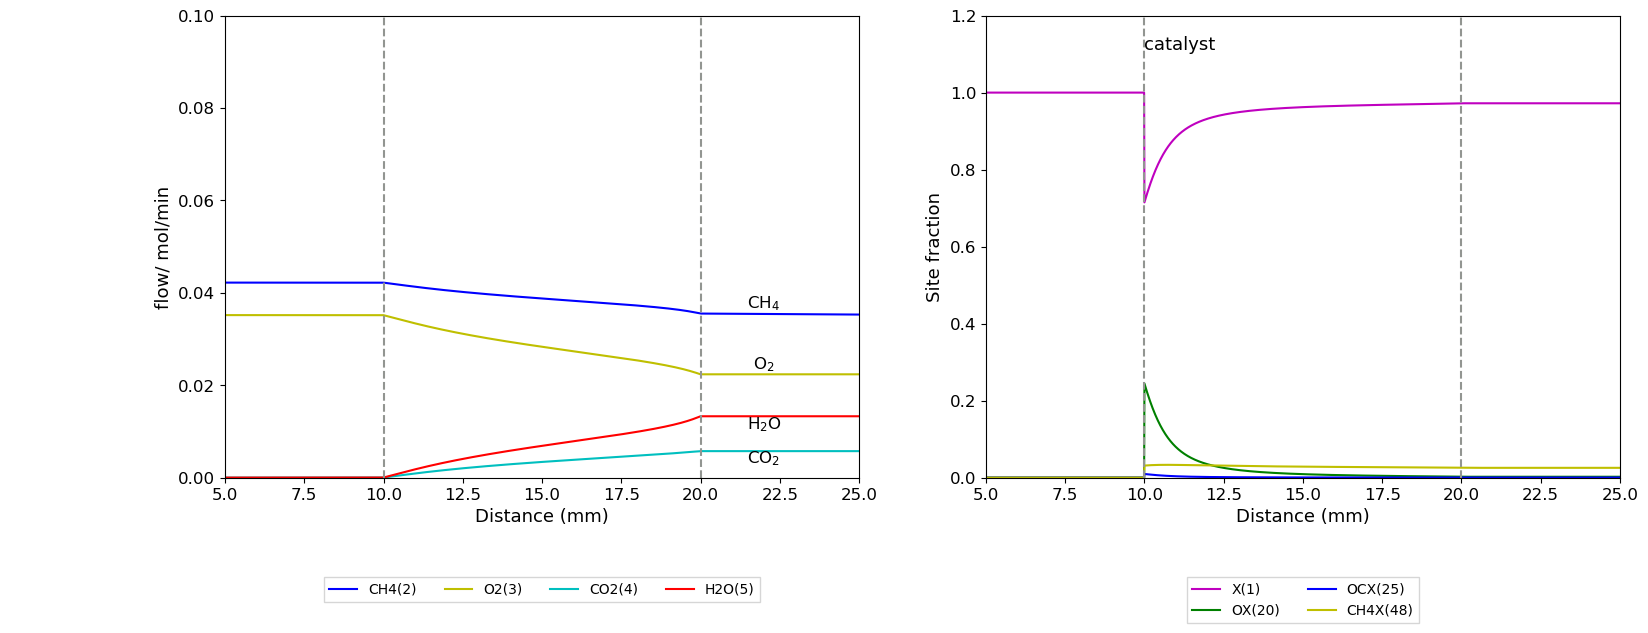 flow/ mol/min
0.10
0.08
0.06
0.04
0.02
0.00
CH₄
O₂
H₂O
CO₂
5.0 7.5 10.0 12.5 15.0 17.5 20.0 22.5 25.0
Distance (mm)
CH4(2) O2(3) CO2(4) H2O(5)
Site fraction
1.2
1.0
0.8
0.6
0.4
0.2
0.0
catalyst
5.0 7.5 10.0 12.5 15.0 17.5 20.0 22.5 25.0
Distance (mm)
X(1) OCX(25)
OX(20) CH4X(48)